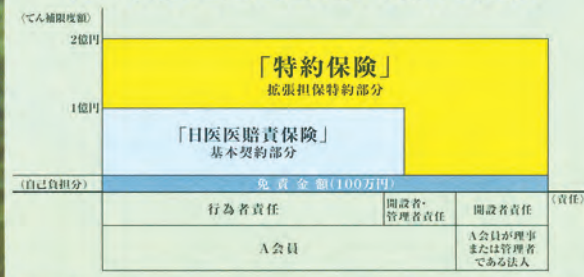 (てん補限度額)
2億円
「特約保険」
拡張担保特約部分
1億円
「日医医賠責保険」
基本契約部分
(自己負担分)
免責金額(100万円)
(責任)
行為者責任
開設者・
管理者責任
開設者責任
A会員
A会員が理事
または管理者
である法人